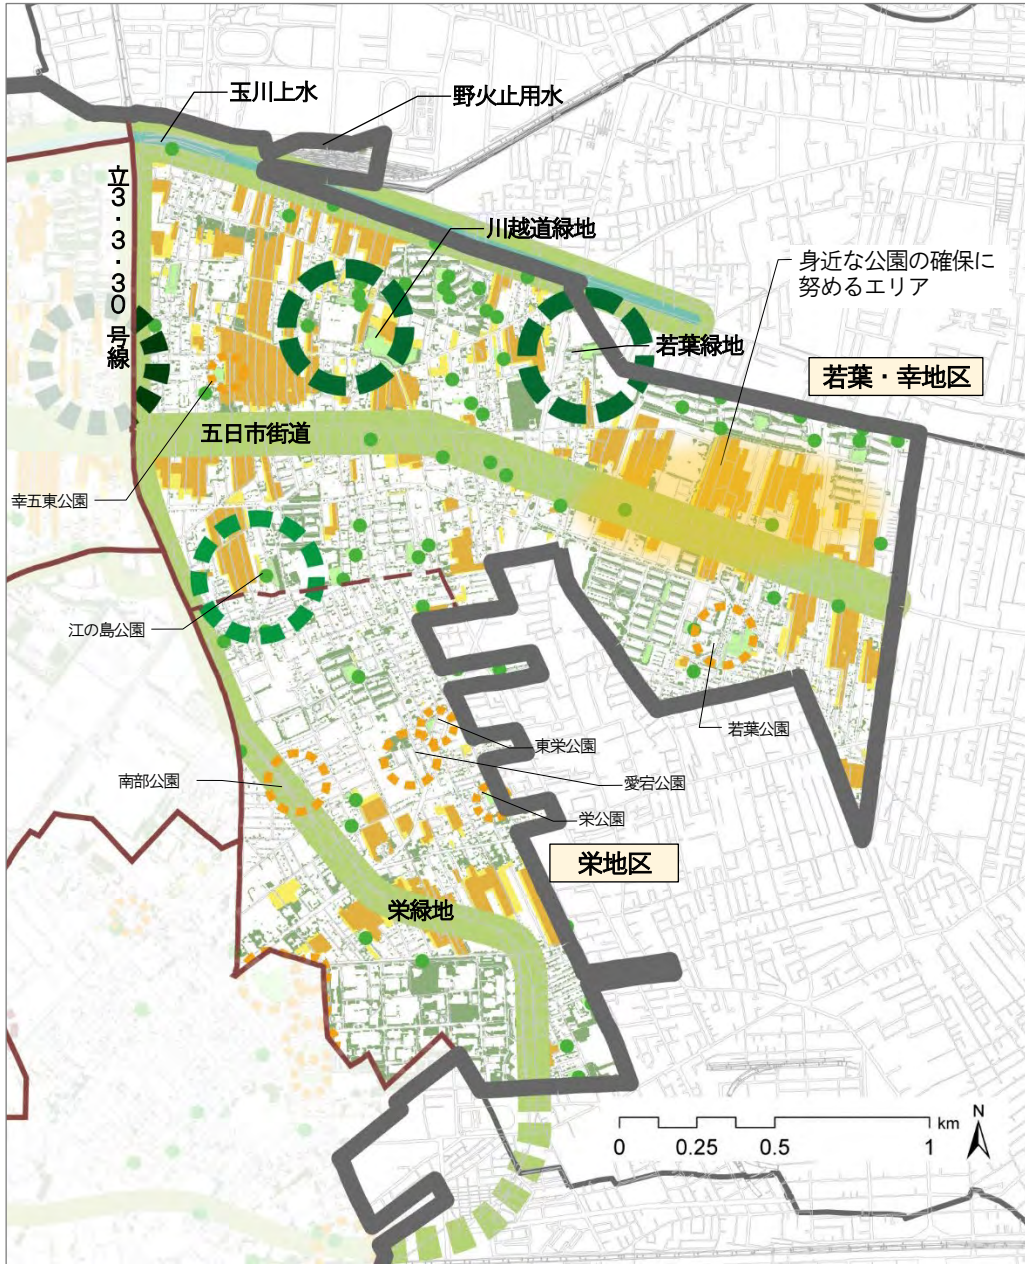 玉川上水
野火止用水
立3・3・30号線
川越道緑地
身近な公園の確保に
努めるエリア
若葉緑地
若葉・幸地区
五日市街道
幸五東公園
江の島公園
若葉公園
東栄公園
南部公園
愛宕公園
栄公園
栄地区
栄緑地
km
N
0
0.25
0.5
1